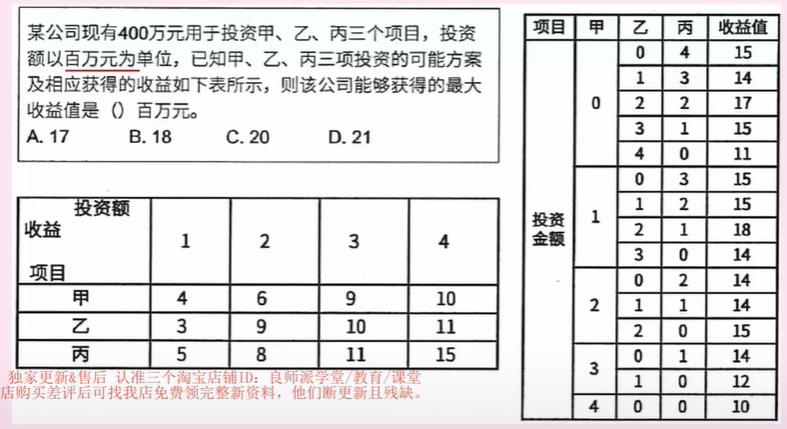 某公司现有400万元用于投资甲、乙、丙三个项目，投资
额以百万元为单位，已知甲、乙、丙三项投资的可能方案
及相应获得的收益如下表所示，则该公司能够获得的最大
收益值是（）百万元。
A. 17 B. 18 C. 20 D. 21
投资额
收益
项目
1 2 3 4
甲 4 6 9 10
乙 3 9 10 11
丙 5 8 11 15
独家更新&售后 认准三个淘宝店铺ID：良师派学堂/教育/课堂
店购买差评后可找我店免费领完整新资料，他们断更新且残缺。
项目 甲 乙 丙 收益值
投资
金额
0 0 4 15
1 3 14
2 2 17
3 1 15
4 0 11
1 0 3 15
1 2 15
2 1 18
3 0 14
2 0 2 14
1 1 14
2 0 15
3 0 1 14
1 0 12
4 0 0 10